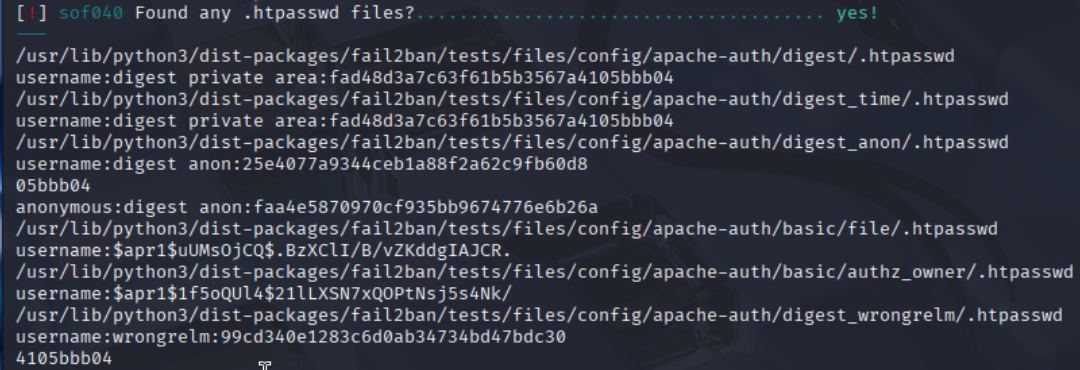 [!] sof040 Found any .htpasswd files?...................................... yes!
/usr/lib/python3/dist-packages/fail2ban/tests/files/config/apache-auth/digest/.htpasswd
username:digest private area:fad48d3a7c63f61b5b3567a4105bbb04
/usr/lib/python3/dist-packages/fail2ban/tests/files/config/apache-auth/digest_time/.htpasswd
username:digest private area:fad48d3a7c63f61b5b3567a4105bbb04
/usr/lib/python3/dist-packages/fail2ban/tests/files/config/apache-auth/digest_anon/.htpasswd
username:digest anon:25e4077a9344ceb1a88f2a62c9fb60d8
05bbb04
anonymous:digest anon:faa4e5870970cf935bb9674776e6b26a
/usr/lib/python3/dist-packages/fail2ban/tests/files/config/apache-auth/basic/file/.htpasswd
username:$apr1$uUMsOjCQ$.BzXClI/B/vZKddgIAJCR.
/usr/lib/python3/dist-packages/fail2ban/tests/files/config/apache-auth/basic/authz_owner/.htpasswd
username:$apr1$1f5oQUl4$21lLXSN7xQOPtNsj5s4Nk/
/usr/lib/python3/dist-packages/fail2ban/tests/files/config/apache-auth/digest_wrongrelm/.htpasswd
username:wrongrelm:99cd340e1283c6d0ab34734bd47bdc30
4105bbb04